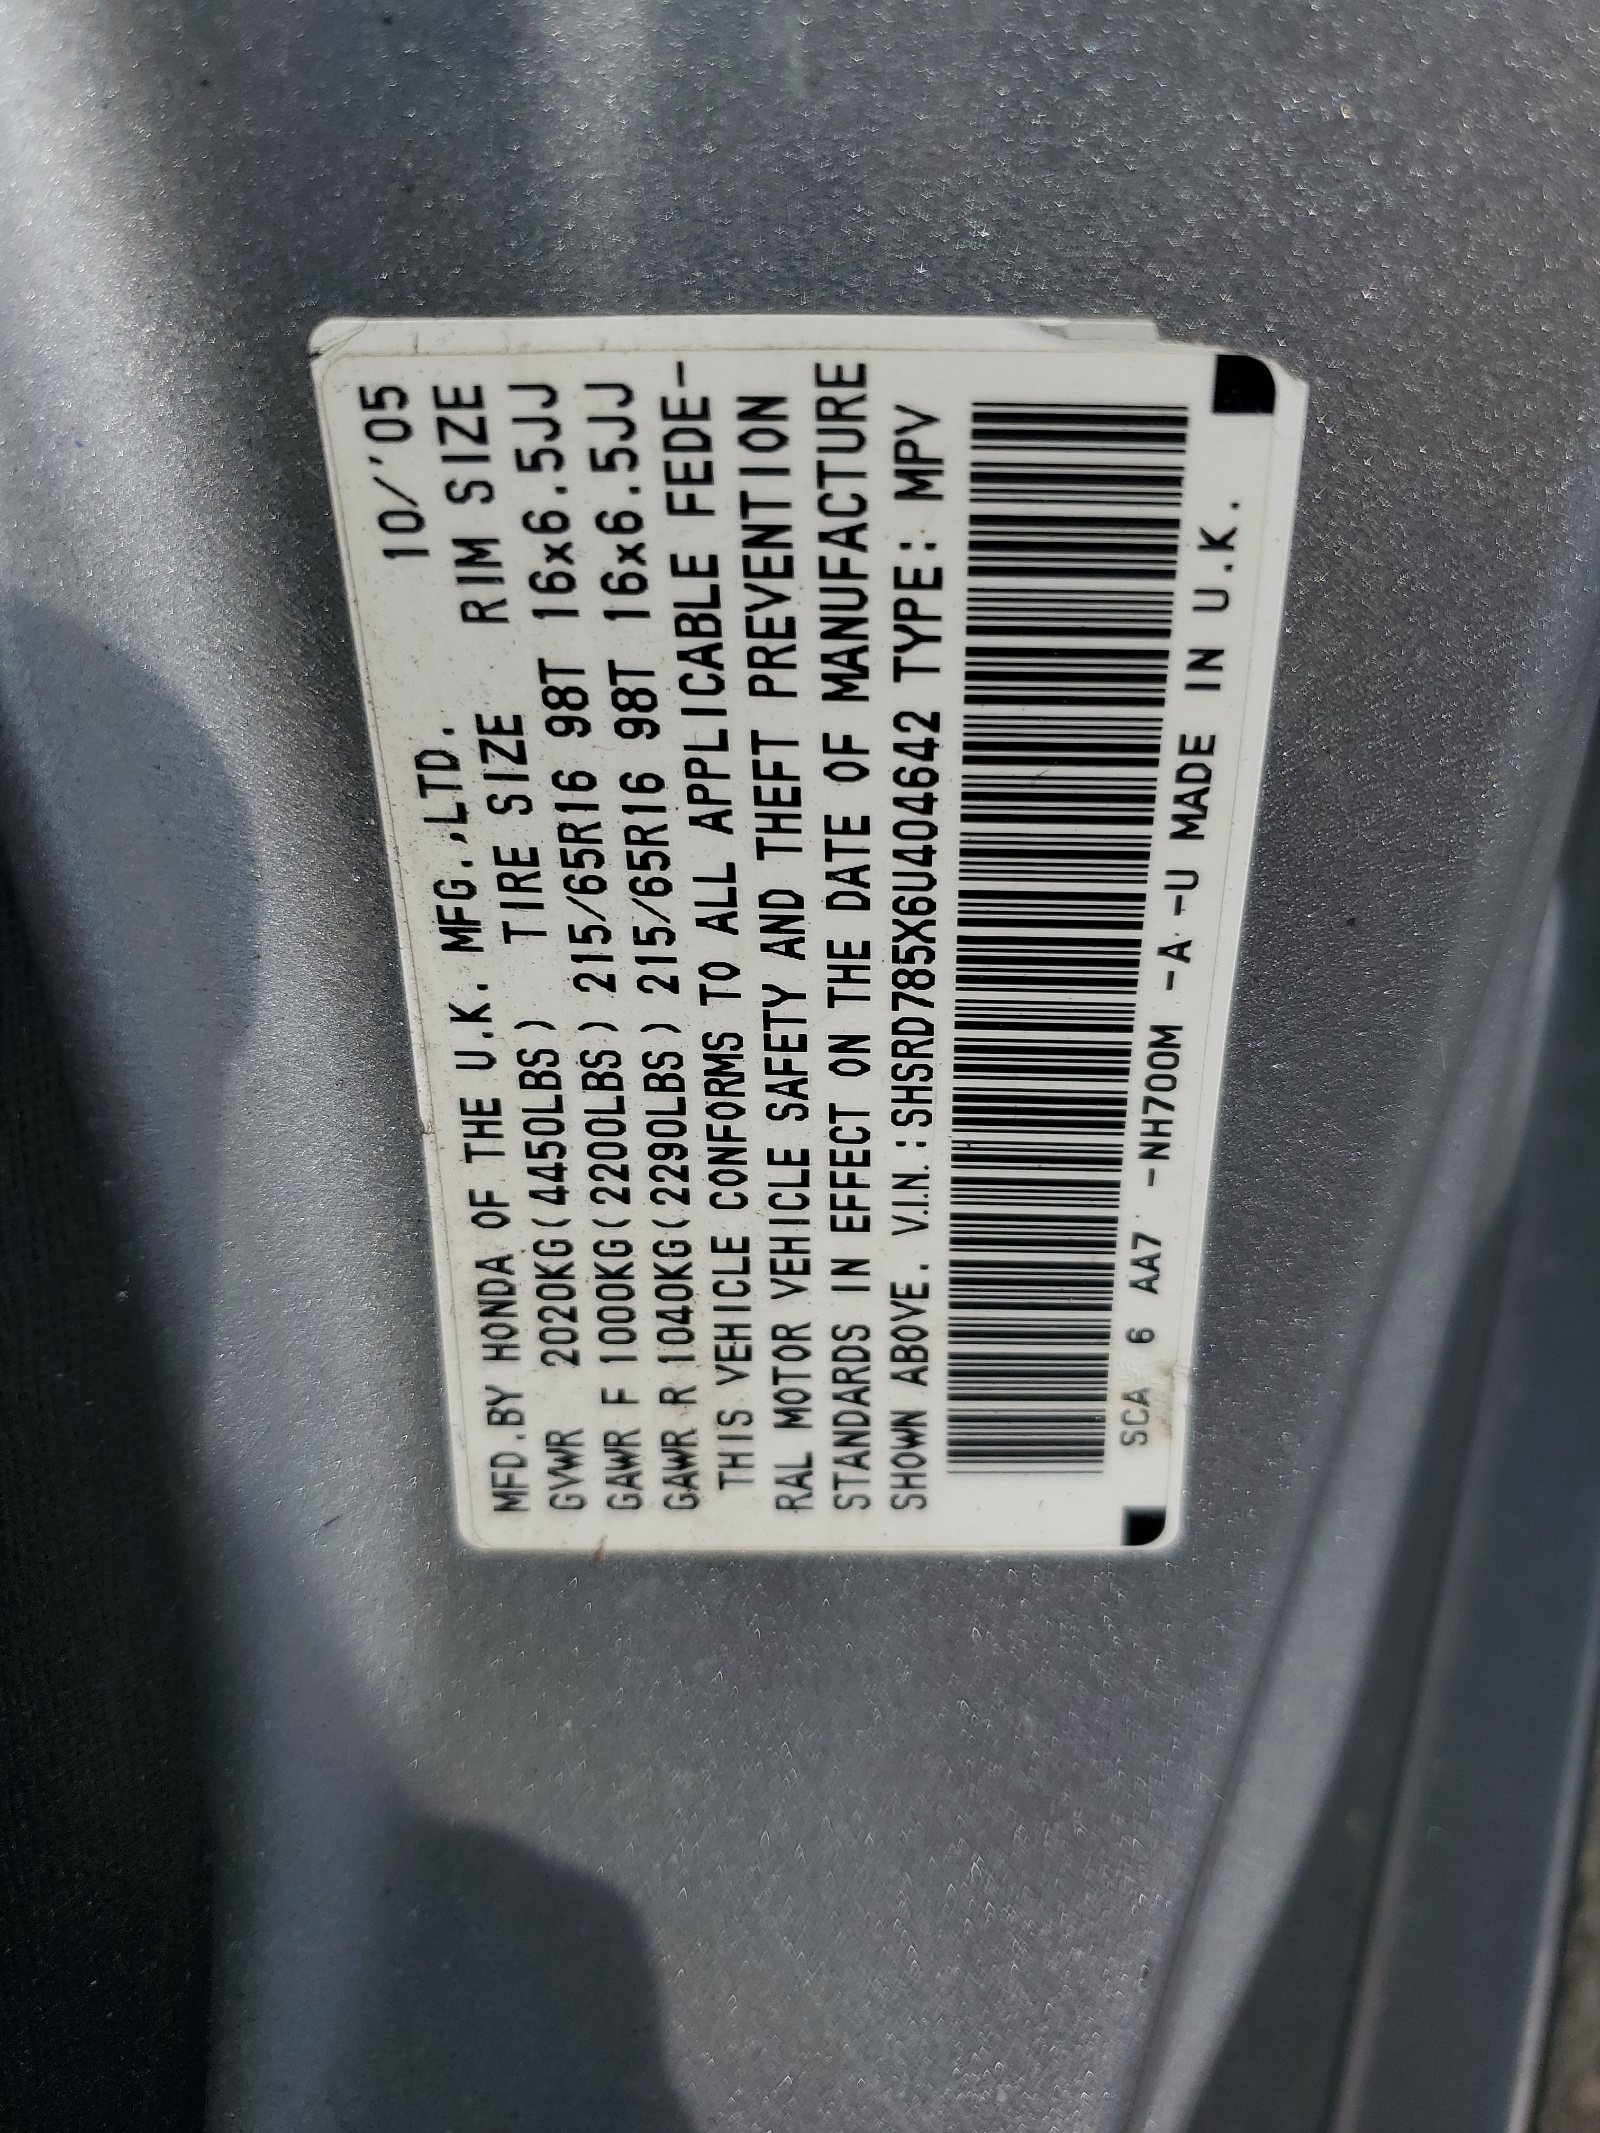 MFD.BY HONDA OF THE U.K. MFG.,LTD. 10/'05
GVWR 2020KG(4450LBS) TIRE SIZE RIM SIZE
GAWR F 1000KG(2200LBS) 215/65R16 98T 16x6.5JJ
GAWR R 1040KG(2290LBS) 215/65R16 98T 16x6.5JJ
THIS VEHICLE CONFORMS TO ALL APPLICABLE FEDE-
RAL MOTOR VEHICLE SAFETY AND THEFT PREVENTION
STANDARDS IN EFFECT ON THE DATE OF MANUFACTURE
SHOWN ABOVE. V.I.N.:SHSRD785X6U404642 TYPE: MPV
SCA 6 AA7 -NH700M -A -U MADE IN U.K.